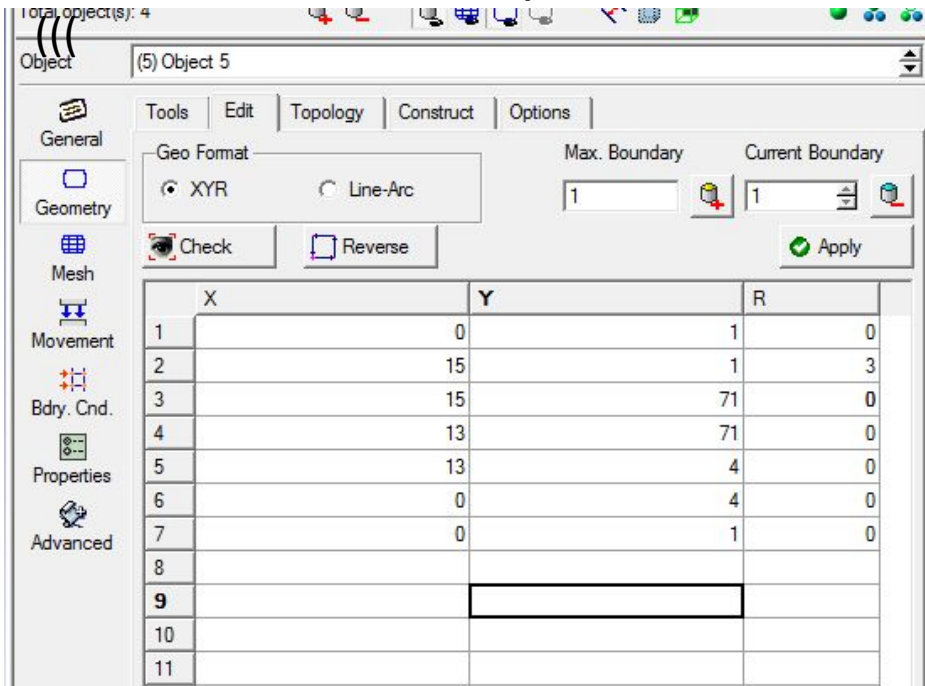 Total object(s): 4
(((
Object (5) Object 5
General
Geometry
Mesh
Movement
Bdry. Cnd.
Properties
Advanced
Tools Edit Topology Construct Options
Geo Format
XYR Line-Arc
Max. Boundary Current Boundary
1 1
Check Reverse Apply
X Y R
1 0 1 0
2 15 1 3
3 15 71 0
4 13 71 0
5 13 4 0
6 0 4 0
7 0 1 0
8
9
10
11